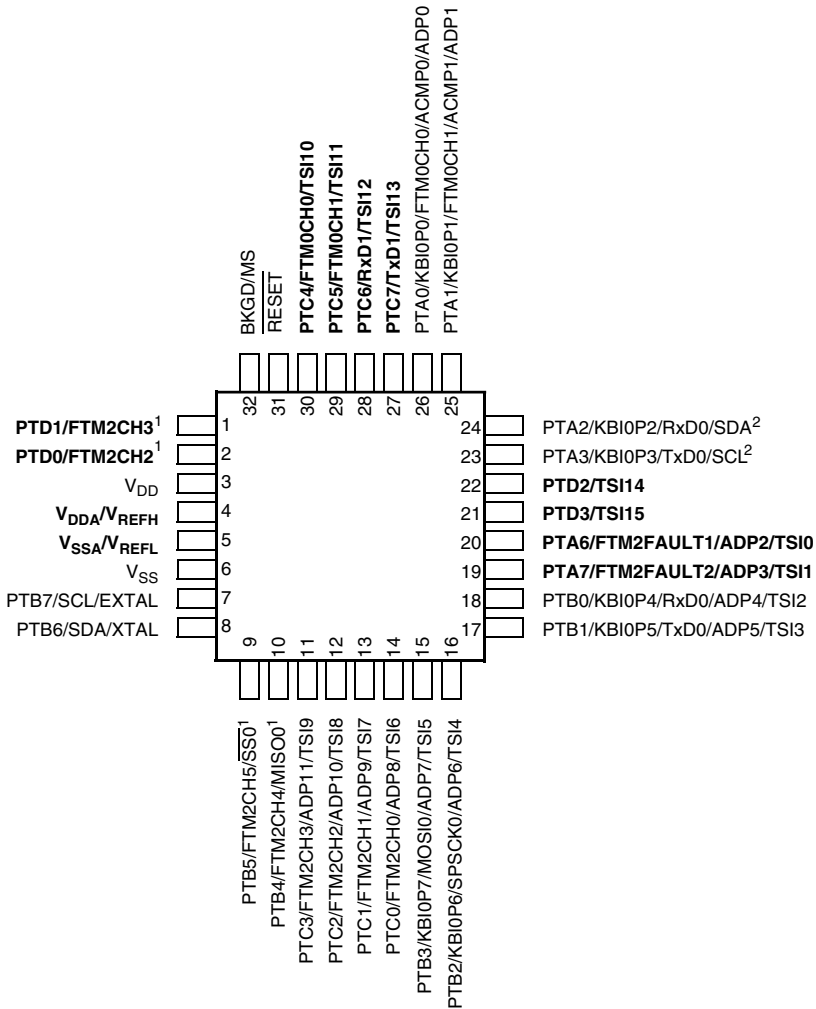 BKGD/MS
RESET
PTC4/FTM0CH0/TSI10
PTC5/FTM0CH1/TSI11
PTC6/RxD1/TSI12
PTC7/TxD1/TSI13
PTA0/KBI0P0/FTM0CH0/ACMP0/ADP0
PTA1/KBI0P1/FTM0CH1/ACMP1/ADP1
32
31
30
29
28
27
26
25
PTD1/FTM2CH3¹ 1
PTD0/FTM2CH2¹ 2
VDD 3
VDDA/VREFH 4
VSSA/VREFL 5
VSS 6
PTB7/SCL/EXTAL 7
PTB6/SDA/XTAL 8
24 PTA2/KBI0P2/RxD0/SDA²
23 PTA3/KBI0P3/TxD0/SCL²
22 PTD2/TSI14
21 PTD3/TSI15
20 PTA6/FTM2FAULT1/ADP2/TSI0
19 PTA7/FTM2FAULT2/ADP3/TSI1
18 PTB0/KBI0P4/RxD0/ADP4/TSI2
17 PTB1/KBI0P5/TxD0/ADP5/TSI3
9
10
11
12
13
14
15
16
PTB5/FTM2CH5/SS0¹
PTB4/FTM2CH4/MISO0¹
PTC3/FTM2CH3/ADP11/TSI9
PTC2/FTM2CH2/ADP10/TSI8
PTC1/FTM2CH1/ADP9/TSI7
PTC0/FTM2CH0/ADP8/TSI6
PTB3/KBI0P7/MOSI0/ADP7/TSI5
PTB2/KBI0P6/SPSCK0/ADP6/TSI4